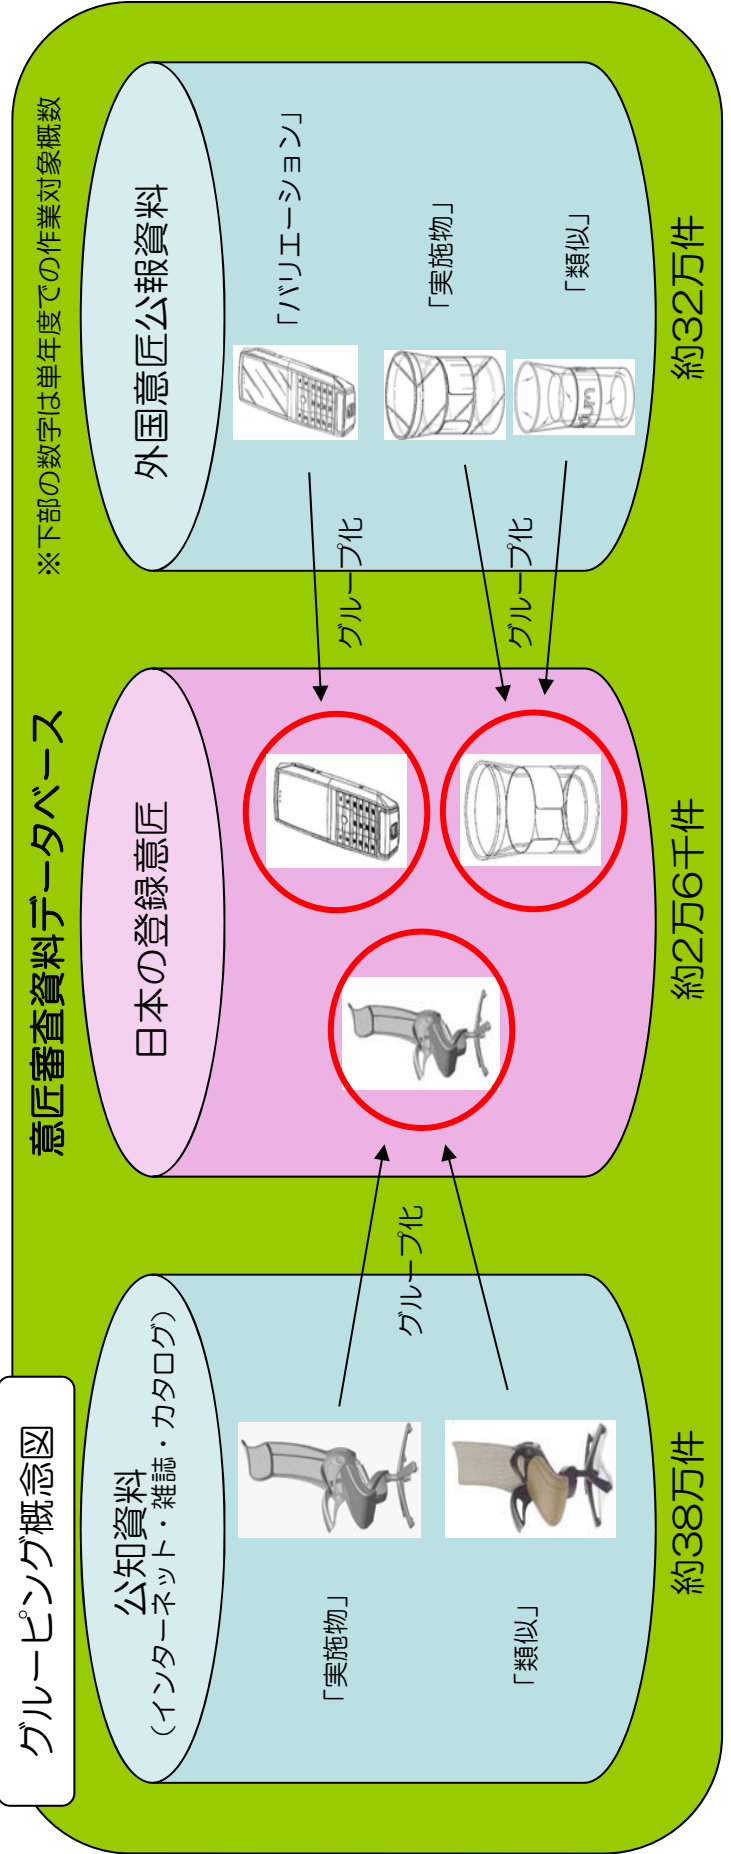 グルーピング概念図
意匠審査資料データベース
※下部の数字は単年度での作業対象概数
公知資料
（インターネット・雑誌・カタログ）
「実施物」
「類似」
グループ化
約38万件
日本の登録意匠
約2万6千件
外国意匠公報資料
「バリエーション」
「実施物」
「類似」
グループ化
グループ化
約32万件